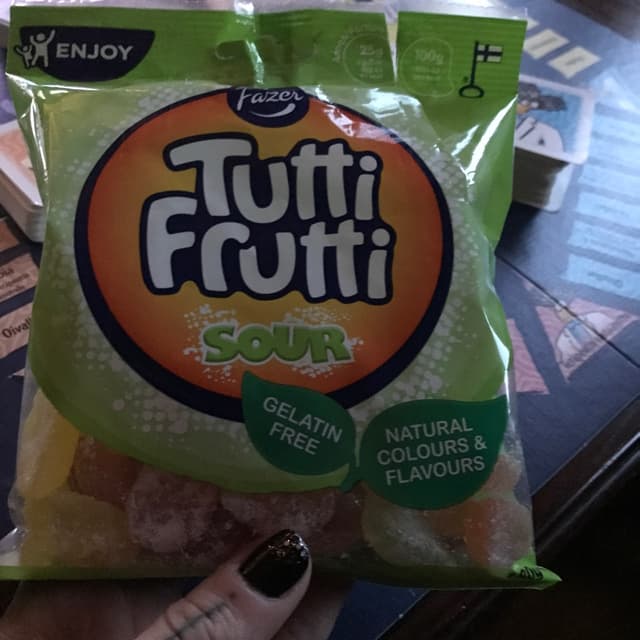 ENJOY
Fazer
Tutti
Frutti
SOUR
GELATIN
FREE
NATURAL
COLOURS &
FLAVOURS